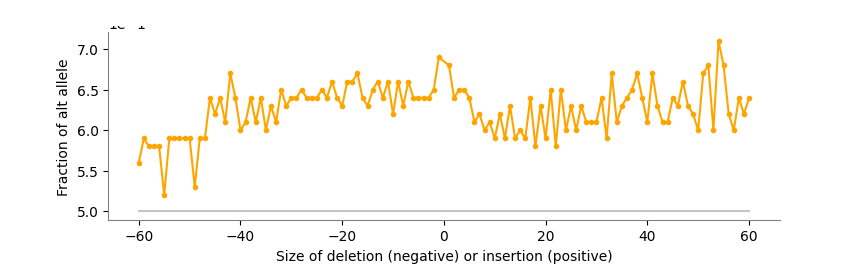 7.0
6.5
6.0
5.5
5.0
Fraction of alt allele
−60 −40 −20 0 20 40 60
Size of deletion (negative) or insertion (positive)